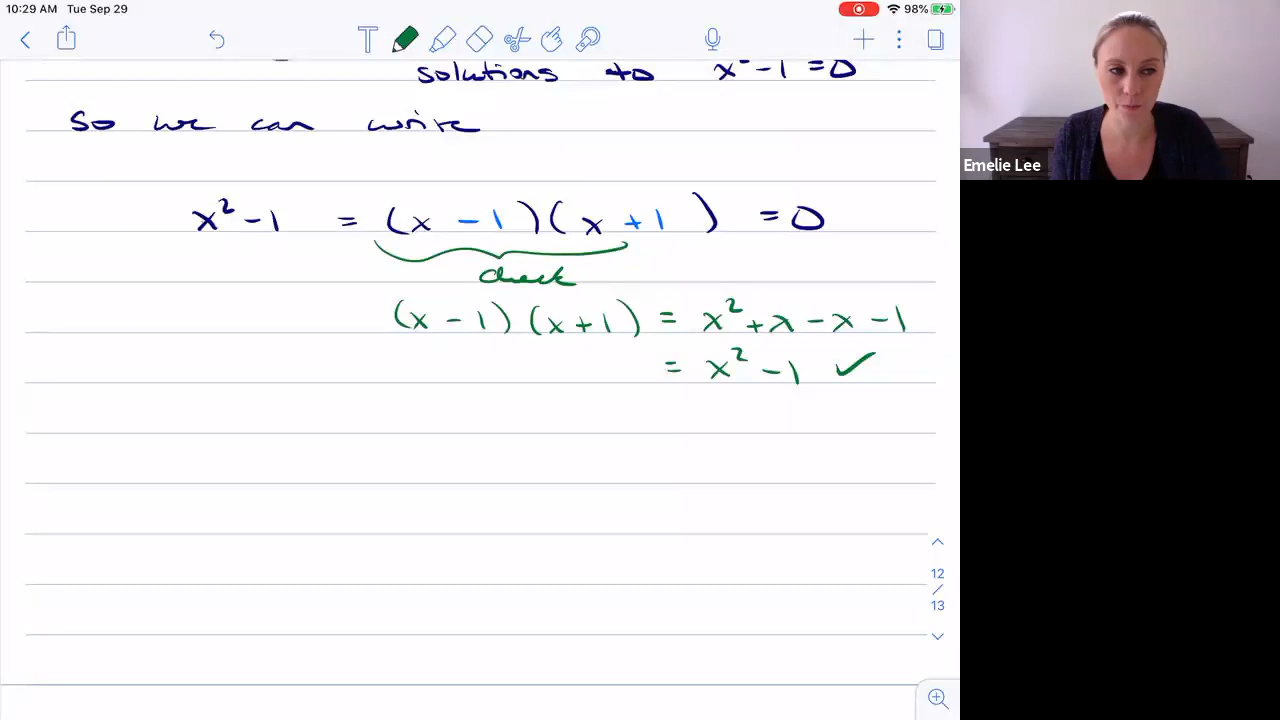 10:29 AM Tue Sep 29
98%
solutions to x²-1=0
So we can write
x²-1 = (x -1)(x +1) =0
check
(x-1)(x+1) = x²+x-x-1
= x²-1 ✓
12
/
13
Emelie Lee